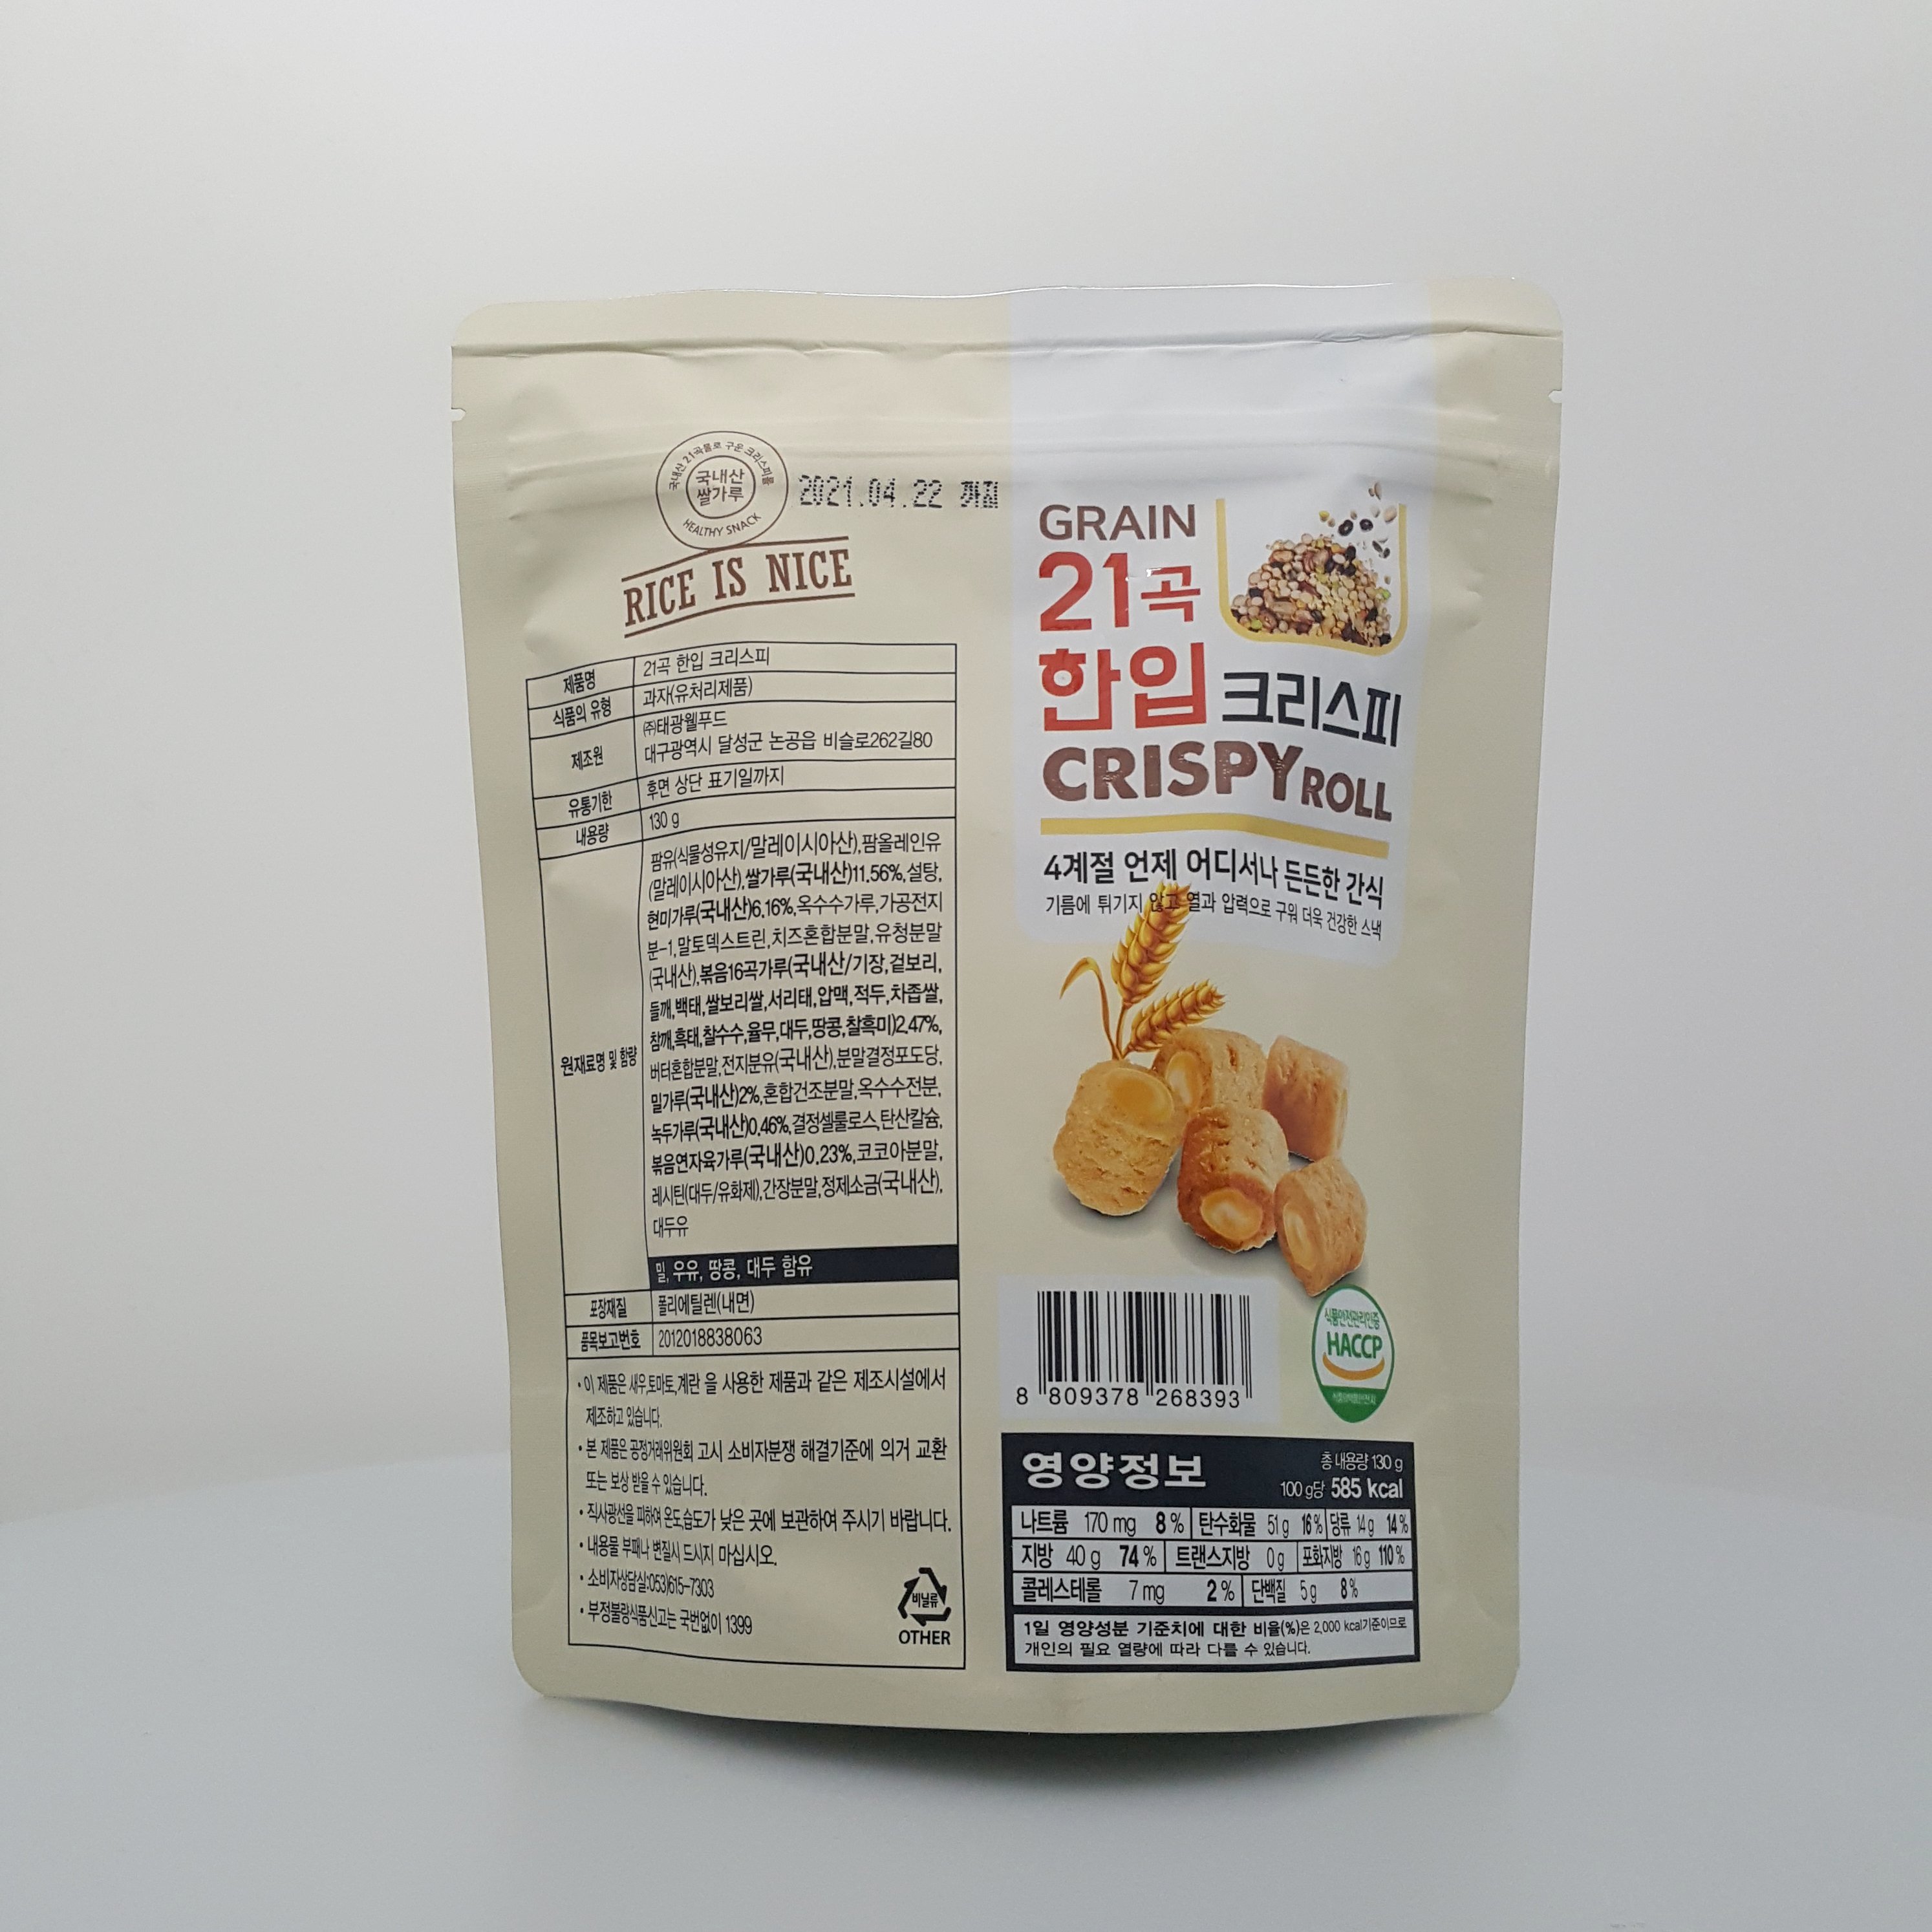 국내산 21곡물로 구운 크리스피롤
국내산
쌀가루
HEALTHY SNACK
2021.04.22 까지
RICE IS NICE
제품명 21곡 한입 크리스피
식품의 유형 과자(유처리제품)
제조원 ㈜태광웰푸드
대구광역시 달성군 논공읍 비슬로262길80
유통기한 후면 상단 표기일까지
내용량 130 g
원재료명 및 함량
팜유(식물성유지/말레이시아산),팜올레인유
(말레이시아산),쌀가루(국내산)11.56%,설탕,
현미가루(국내산)6.16%,옥수수가루,가공전지
분-1,말토덱스트린,치즈혼합분말,유청분말
(국내산),볶음16곡가루(국내산/기장,겉보리,
들깨,백태,쌀보리쌀,서리태,압맥,적두,차좁쌀,
참깨,흑태,찰수수,율무,대두,땅콩,찰흑미)2.47%,
버터혼합분말,전지분유(국내산),분말결정포도당,
밀가루(국내산)2%,혼합건조분말,옥수수전분,
녹두가루(국내산)0.46%,결정셀룰로스,탄산칼슘,
볶음연자육가루(국내산)0.23%,코코아분말,
레시틴(대두/유화제),간장분말,정제소금(국내산),
대두유
밀, 우유, 땅콩, 대두 함유
포장재질 폴리에틸렌(내면)
품목보고번호 2012018838063
• 이 제품은 새우,토마토,계란 을 사용한 제품과 같은 제조시설에서
제조하고 있습니다.
• 본 제품은 공정거래위원회 고시 소비자분쟁 해결기준에 의거 교환
또는 보상 받을 수 있습니다.
• 직사광선을 피하여 온도,습도가 낮은 곳에 보관하여 주시기 바랍니다.
• 내용물 부패나 변질시 드시지 마십시오.
• 소비자상담실:053)615-7303
• 부정불량식품신고는 국번없이 1399
비닐류
OTHER
GRAIN
21곡
한입 크리스피
CRISPY ROLL
4계절 언제 어디서나 든든한 간식
기름에 튀기지 않고 열과 압력으로 구워 더욱 건강한 스낵
8 809378 268393
식품안전관리인증
HACCP
영양정보
총 내용량 130 g
100 g당 585 kcal
나트륨 170 mg 8 % 탄수화물 51 g 16 % 당류 14 g 14 %
지방 40 g 74 % 트랜스지방 0 g 포화지방 16 g 110 %
콜레스테롤 7 mg 2 % 단백질 5 g 8 %
1일 영양성분 기준치에 대한 비율(%)은 2,000 kcal기준이므로
개인의 필요 열량에 따라 다를 수 있습니다.